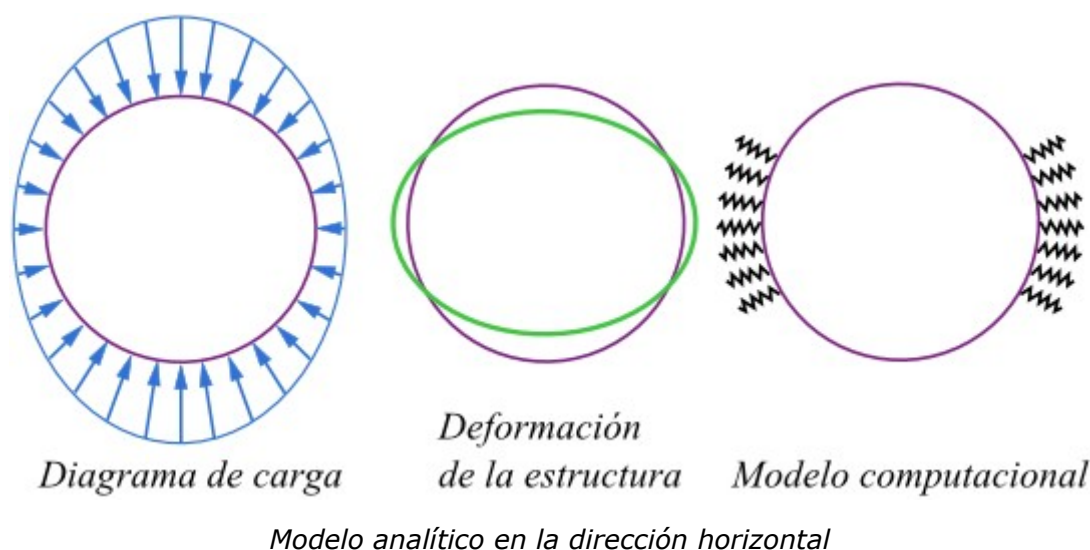 Diagrama de carga
Deformación
de la estructura
Modelo computacional
Modelo analítico en la dirección horizontal